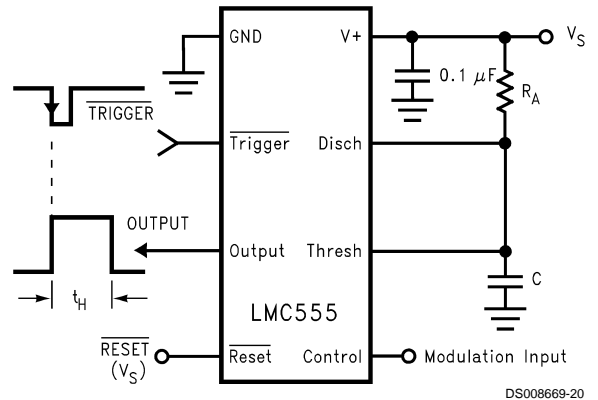 GND
V+
V_S
0.1 μF
R_A
TRIGGER
Trigger
Disch
OUTPUT
Output
Thresh
C
t_H
LMC555
RESET
(V_S)
Reset
Control
Modulation Input
DS008669-20